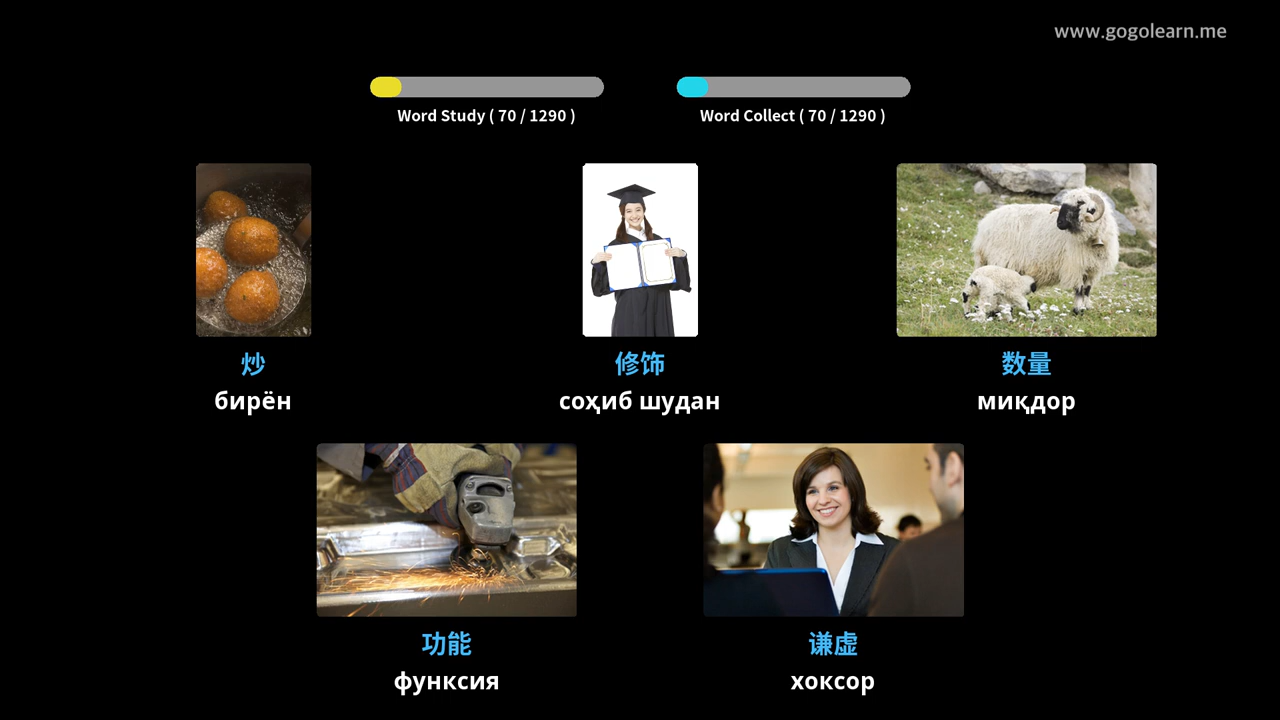 www.gogolearn.me
Word Study ( 70 / 1290 )
Word Collect ( 70 / 1290 )
炒
бирён
修饰
соҳиб шудан
数量
миқдор
功能
функсия
谦虚
хоксор